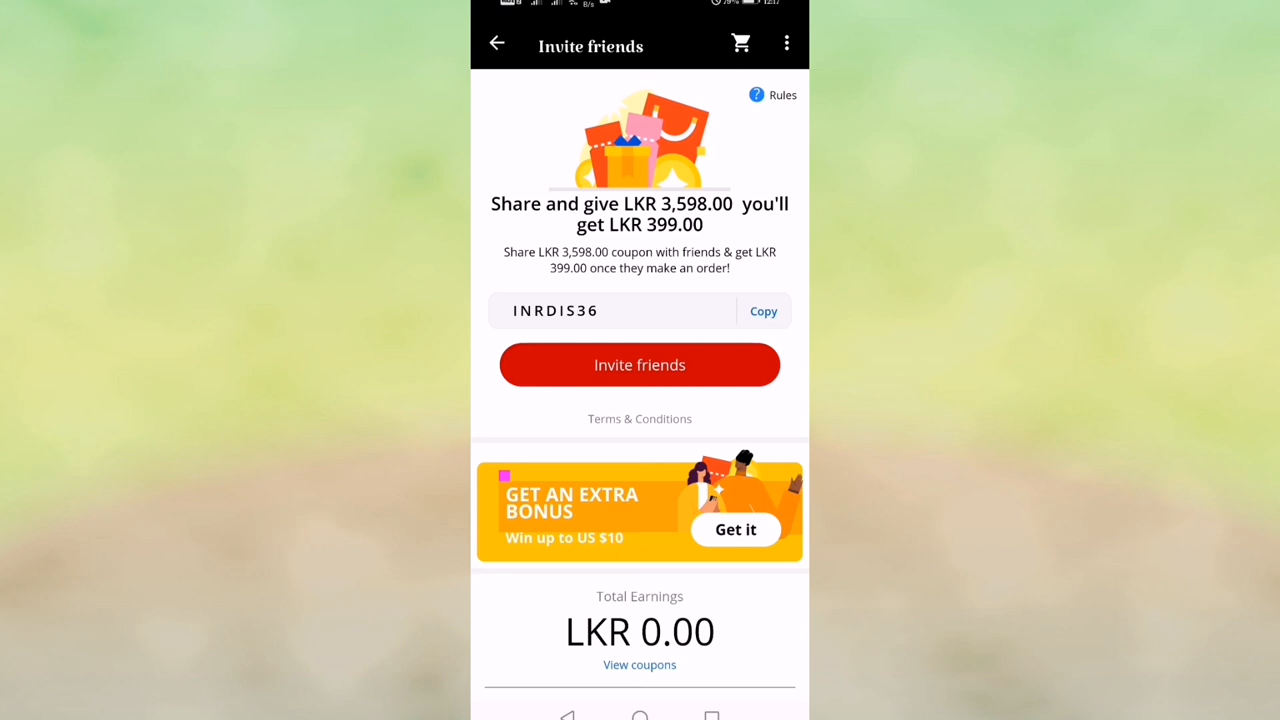 B/s 79% 12:17
Invite friends
? Rules
Share and give LKR 3,598.00 you'll
get LKR 399.00
Share LKR 3,598.00 coupon with friends & get LKR
399.00 once they make an order!
INRDIS36 Copy
Invite friends
Terms & Conditions
GET AN EXTRA
BONUS
Win up to US $10
Get it
Total Earnings
LKR 0.00
View coupons